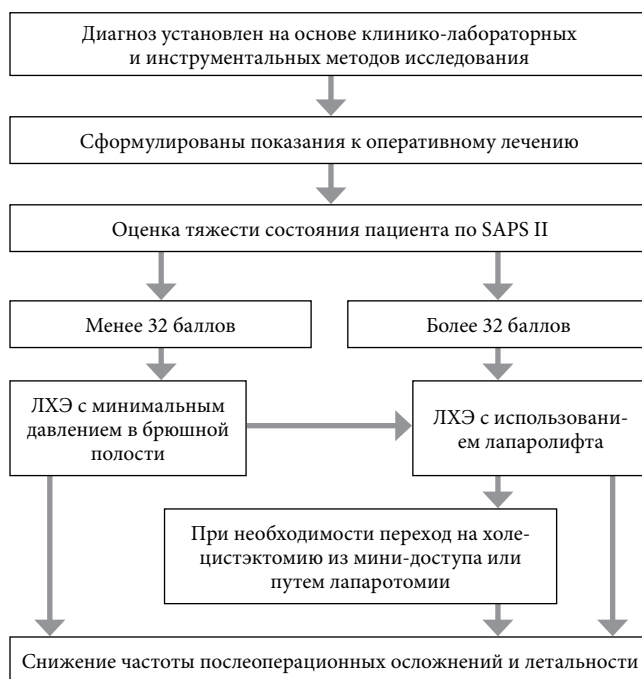 Диагноз установлен на основе клинико-лабораторных
и инструментальных методов исследования
Сформулированы показания к оперативному лечению
Оценка тяжести состояния пациента по SAPS II
Менее 32 баллов
Более 32 баллов
ЛХЭ с минимальным
давлением в брюшной
полости
ЛХЭ с использовани-
ем лапаролифта
При необходимости переход на холе-
цистэктомию из мини-доступа или
путем лапаротомии
Снижение частоты послеоперационных осложнений и летальности